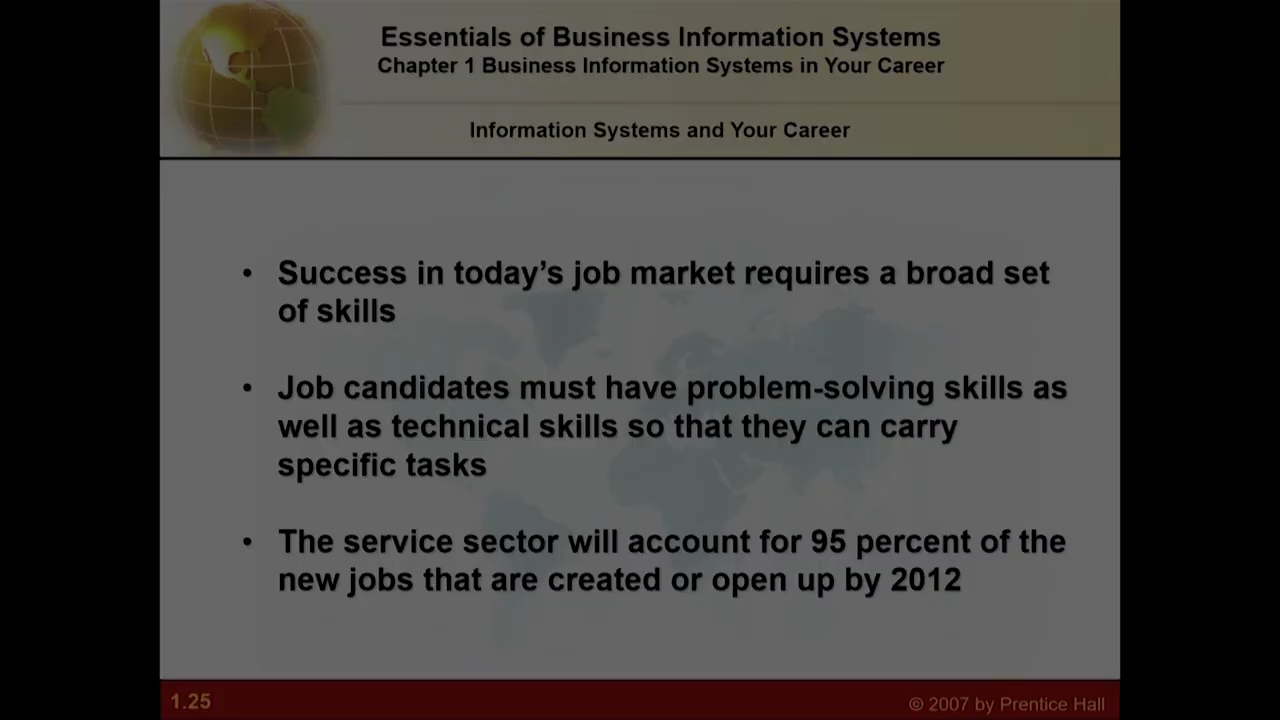 Essentials of Business Information Systems
Chapter 1 Business Information Systems in Your Career
Information Systems and Your Career
• Success in today’s job market requires a broad set
of skills
• Job candidates must have problem-solving skills as
well as technical skills so that they can carry
specific tasks
• The service sector will account for 95 percent of the
new jobs that are created or open up by 2012
1.25
© 2007 by Prentice Hall